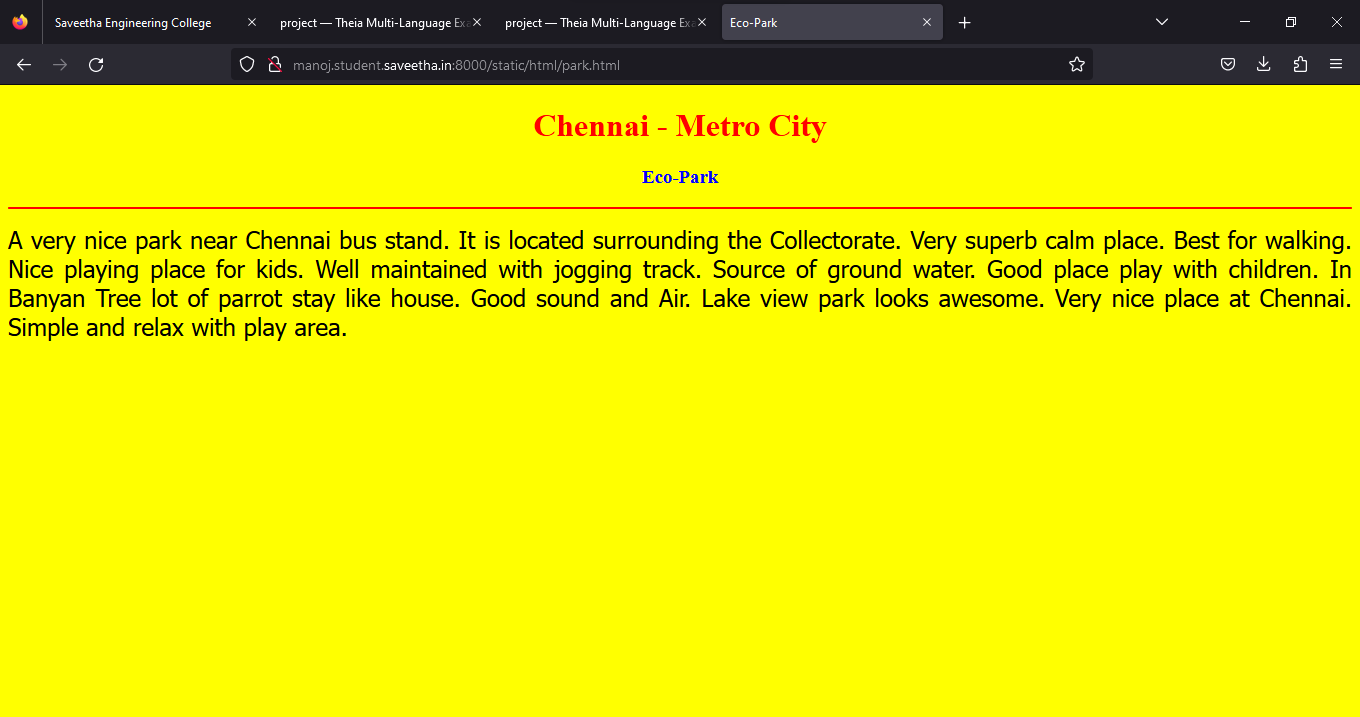 Saveetha Engineering College
project — Theia Multi-Language Exa
project — Theia Multi-Language Exa
Eco-Park
manoj.student.saveetha.in:8000/static/html/park.html
Chennai - Metro City
Eco-Park
A very nice park near Chennai bus stand. It is located surrounding the Collectorate. Very superb calm place. Best for walking.
Nice playing place for kids. Well maintained with jogging track. Source of ground water. Good place play with children. In
Banyan Tree lot of parrot stay like house. Good sound and Air. Lake view park looks awesome. Very nice place at Chennai.
Simple and relax with play area.